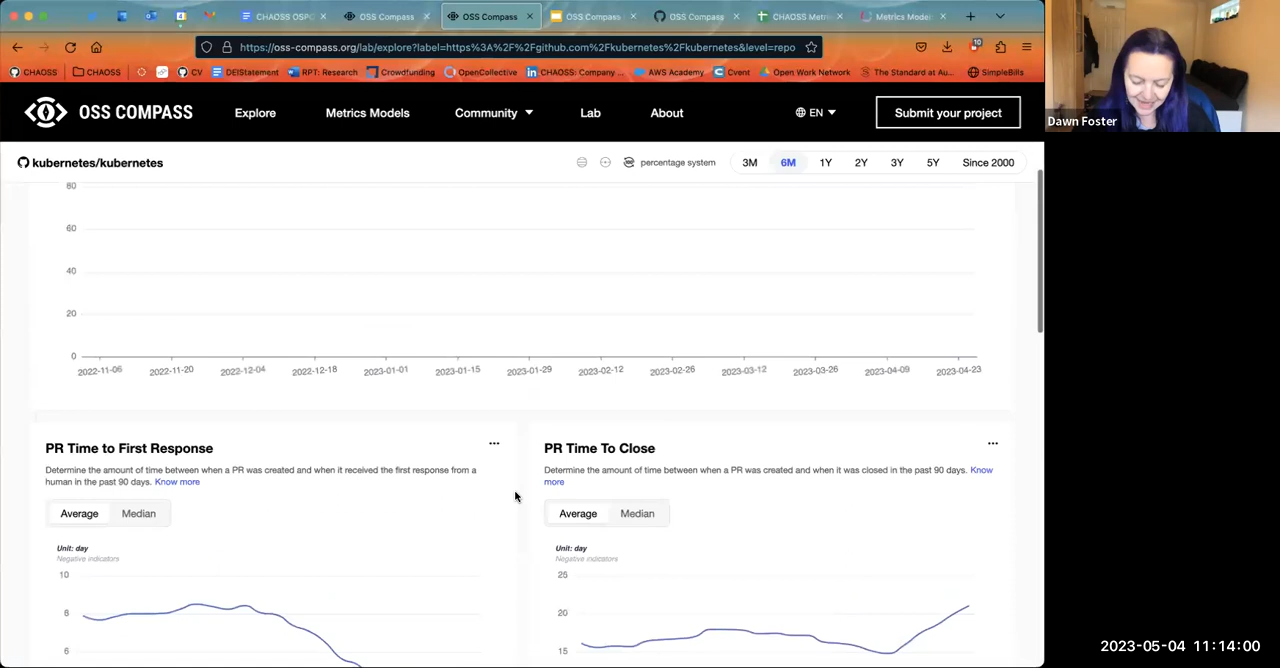 CHAOSS OSPO
OSS Compass
OSS Compass
OSS Compass
OSS Compass
CHAOSS Metri
Metrics Model
https://oss-compass.org/lab/explore?label=https%3A%2F%2Fgithub.com%2Fkubernetes%2Fkubernetes&level=repo
10
CHAOSS
CHAOSS
CV
DEIStatement
RPT: Research
Crowdfunding
OpenCollective
CHAOSS: Company ...
AWS Academy
Cvent
Open Work Network
The Standard at Au...
SimpleBills
OSS COMPASS
Explore
Metrics Models
Community
Lab
About
EN
Submit your project
Dawn Foster
kubernetes/kubernetes
percentage system
3M
6M
1Y
2Y
3Y
5Y
Since 2000
80
60
40
20
0
2022-11-06
2022-11-20
2022-12-04
2022-12-18
2023-01-01
2023-01-15
2023-01-29
2023-02-12
2023-02-26
2023-03-12
2023-03-26
2023-04-09
2023-04-23
PR Time to First Response
Determine the amount of time between when a PR was created and when it received the first response from a
human in the past 90 days. Know more
Average
Median
Unit: day
Negative indicators
10
8
6
PR Time To Close
Determine the amount of time between when a PR was created and when it was closed in the past 90 days. Know
more
Average
Median
Unit: day
Negative indicators
25
20
15
2023-05-04 11:14:00